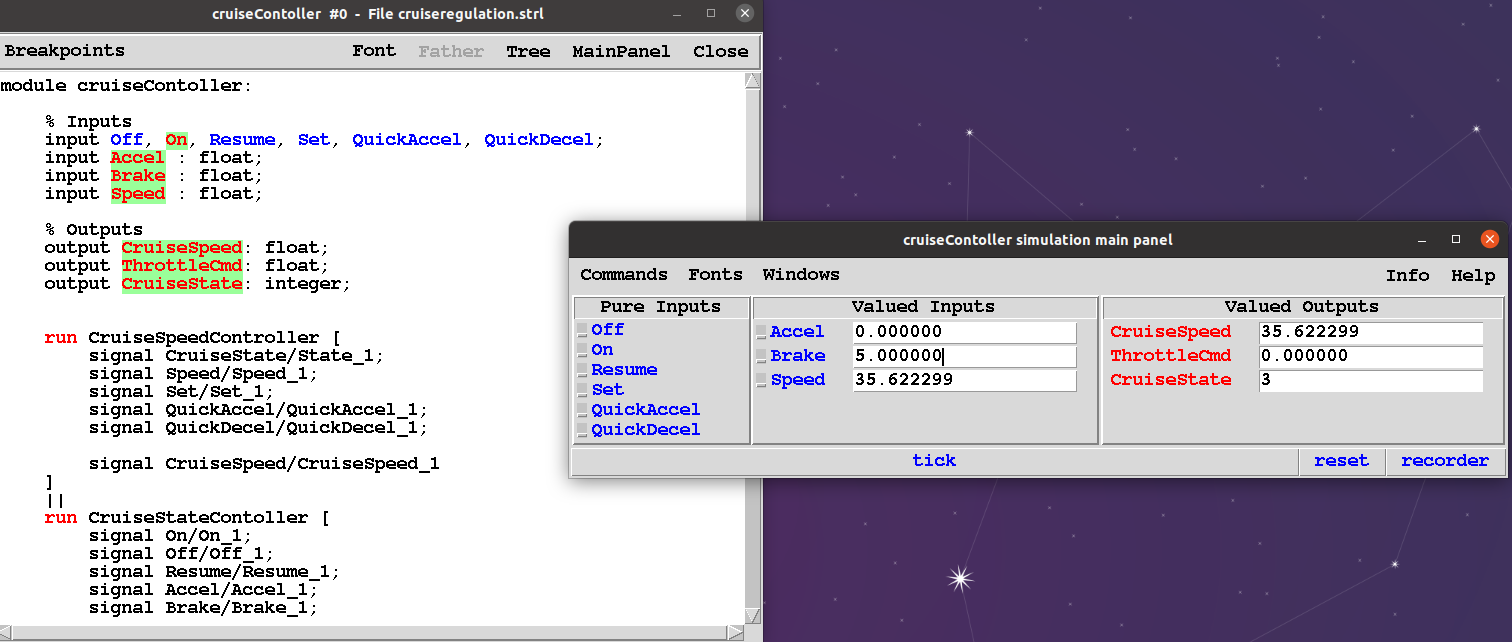 cruiseContoller #0 - File cruiseregulation.strl
Breakpoints Font Father Tree MainPanel Close
module cruiseContoller:
% Inputs
input Off, On, Resume, Set, QuickAccel, QuickDecel;
input Accel : float;
input Brake : float;
input Speed : float;
% Outputs
output CruiseSpeed: float;
output ThrottleCmd: float;
output CruiseState: integer;
run CruiseSpeedController [
signal CruiseState/State_1;
signal Speed/Speed_1;
signal Set/Set_1;
signal QuickAccel/QuickAccel_1;
signal QuickDecel/QuickDecel_1;
signal CruiseSpeed/CruiseSpeed_1
]
||
run CruiseStateContoller [
signal On/On_1;
signal Off/Off_1;
signal Resume/Resume_1;
signal Accel/Accel_1;
signal Brake/Brake_1;
cruiseContoller simulation main panel
Commands Fonts Windows Info Help
Pure Inputs
Off
On
Resume
Set
QuickAccel
QuickDecel
Valued Inputs
Accel 0.000000
Brake 5.000000
Speed 35.622299
Valued Outputs
CruiseSpeed 35.622299
ThrottleCmd 0.000000
CruiseState 3
tick reset recorder